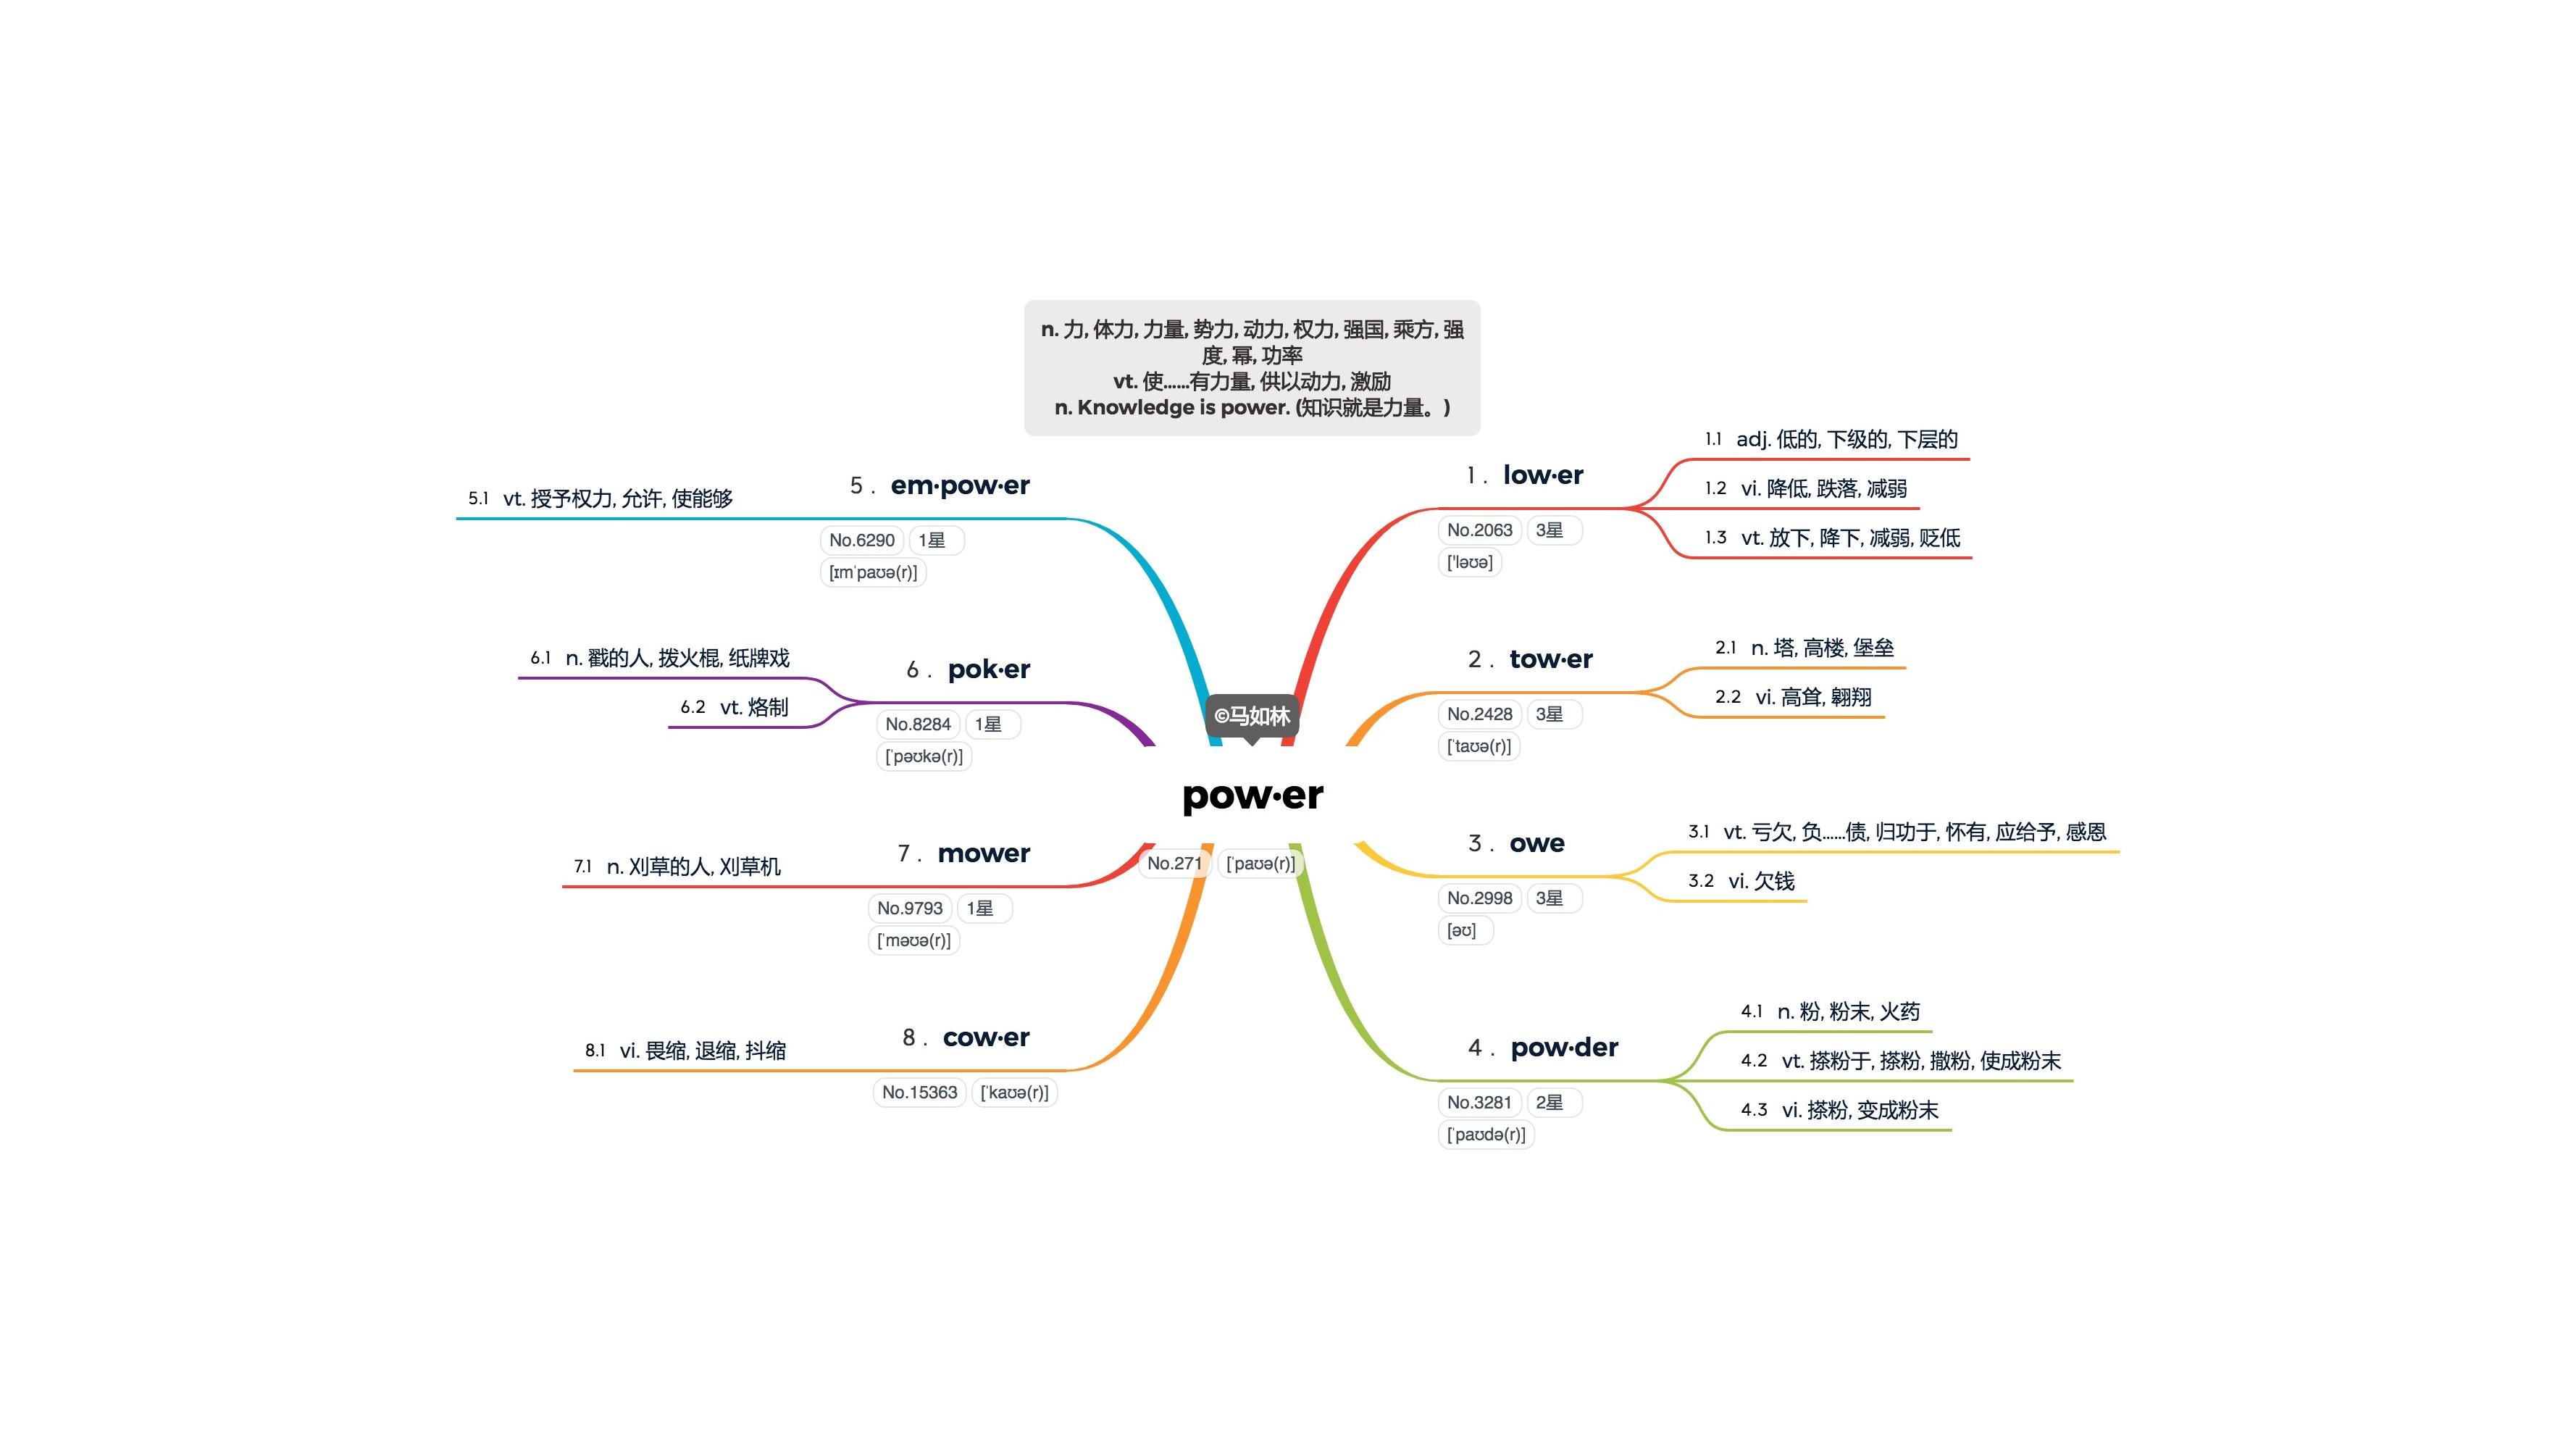 n. 力, 体力, 力量, 势力, 动力, 权力, 强国, 乘方, 强
度, 幂, 功率
vt. 使……有力量, 供以动力, 激励
n. Knowledge is power. (知识就是力量。)
©马如林
pow·er
No.271 [ˈpaʊə(r)]
1. low·er
No.2063 3星
['ləʊə]
1.1 adj. 低的, 下级的, 下层的
1.2 vi. 降低, 跌落, 减弱
1.3 vt. 放下, 降下, 减弱, 贬低
2. tow·er
No.2428 3星
[ˈtaʊə(r)]
2.1 n. 塔, 高楼, 堡垒
2.2 vi. 高耸, 翱翔
3. owe
No.2998 3星
[əʊ]
3.1 vt. 亏欠, 负……债, 归功于, 怀有, 应给予, 感恩
3.2 vi. 欠钱
4. pow·der
No.3281 2星
[ˈpaʊdə(r)]
4.1 n. 粉, 粉末, 火药
4.2 vt. 搽粉于, 搽粉, 撒粉, 使成粉末
4.3 vi. 搽粉, 变成粉末
5. em·pow·er
No.6290 1星
[ɪmˈpaʊə(r)]
5.1 vt. 授予权力, 允许, 使能够
6. pok·er
No.8284 1星
[ˈpəʊkə(r)]
6.1 n. 戳的人, 拨火棍, 纸牌戏
6.2 vt. 烙制
7. mower
No.9793 1星
[ˈməʊə(r)]
7.1 n. 刈草的人, 刈草机
8. cow·er
No.15363 [ˈkaʊə(r)]
8.1 vi. 畏缩, 退缩, 抖缩